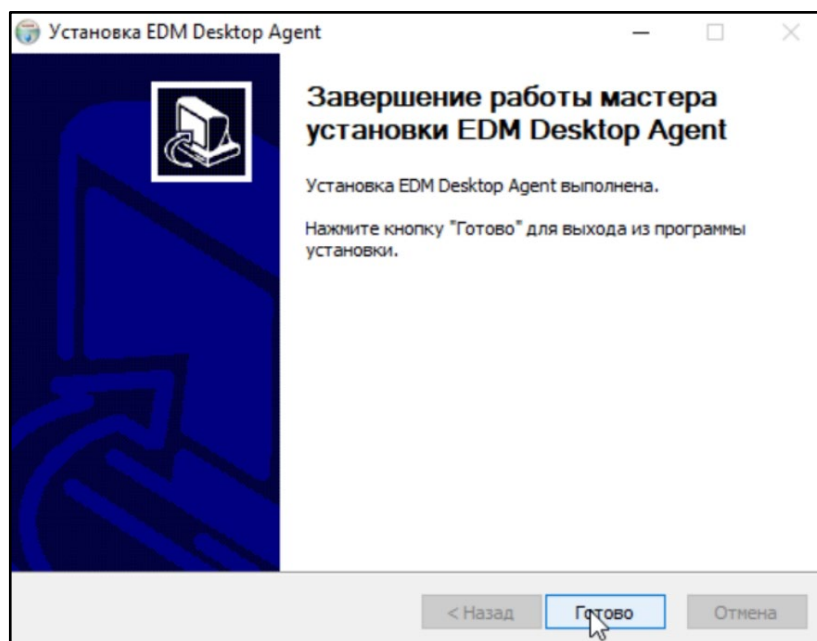 Установка EDM Desktop Agent
Завершение работы мастера
установки EDM Desktop Agent
Установка EDM Desktop Agent выполнена.
Нажмите кнопку "Готово" для выхода из программы
установки.
< Назад
Готово
Отмена